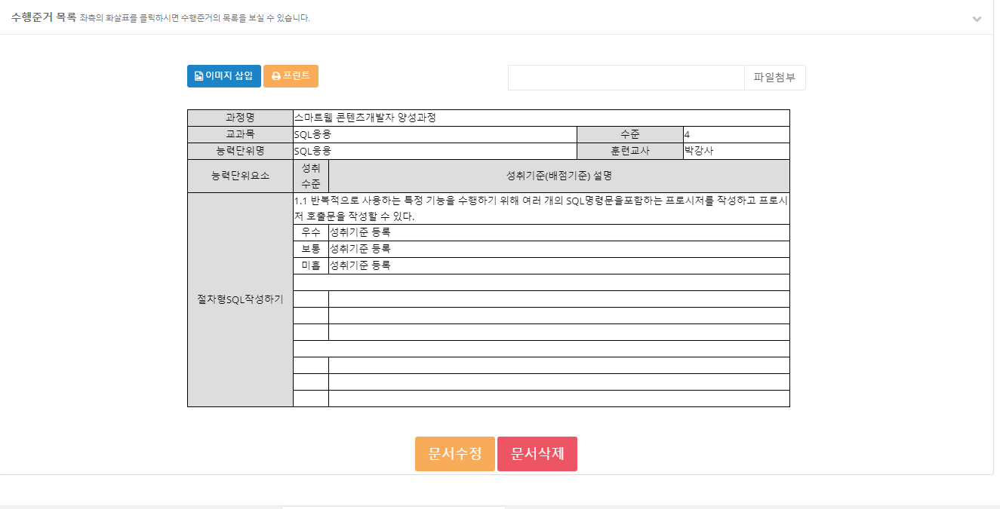 수행준거 목록 좌측의 화살표를 클릭하시면 수행준거의 목록을 보실 수 있습니다.
이미지 삽입 프린트 파일첨부
과정명 스마트웹 콘텐츠개발자 양성과정
교과목 SQL응용 수준 4
능력단위명 SQL응용 훈련교사 박강사
능력단위요소 성취 수준 성취기준(배점기준) 설명
절차형SQL작성하기
1.1 반복적으로 사용하는 특정 기능을 수행하기 위해 여러 개의 SQL명령문을포함하는 프로시저를 작성하고 프로시
저 호출문을 작성할 수 있다.
우수 성취기준 등록
보통 성취기준 등록
미흡 성취기준 등록
문서수정 문서삭제